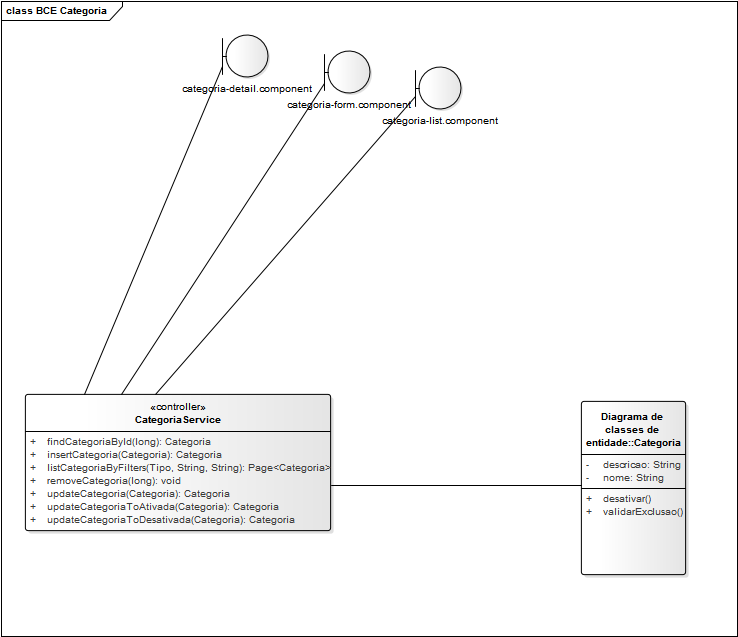 class BCE Categoria
categoria-detail.component
categoria-form.component
categoria-list.component
«controller»
CategoriaService
+ findCategoriaById(long): Categoria
+ insertCategoria(Categoria): Categoria
+ listCategoriaByFilters(Tipo, String, String): Page<Categoria>
+ removeCategoria(long): void
+ updateCategoria(Categoria): Categoria
+ updateCategoriaToAtivada(Categoria): Categoria
+ updateCategoriaToDesativada(Categoria): Categoria
Diagrama de
classes de
entidade::Categoria
- descricao: String
- nome: String
+ desativar()
+ validarExclusao()